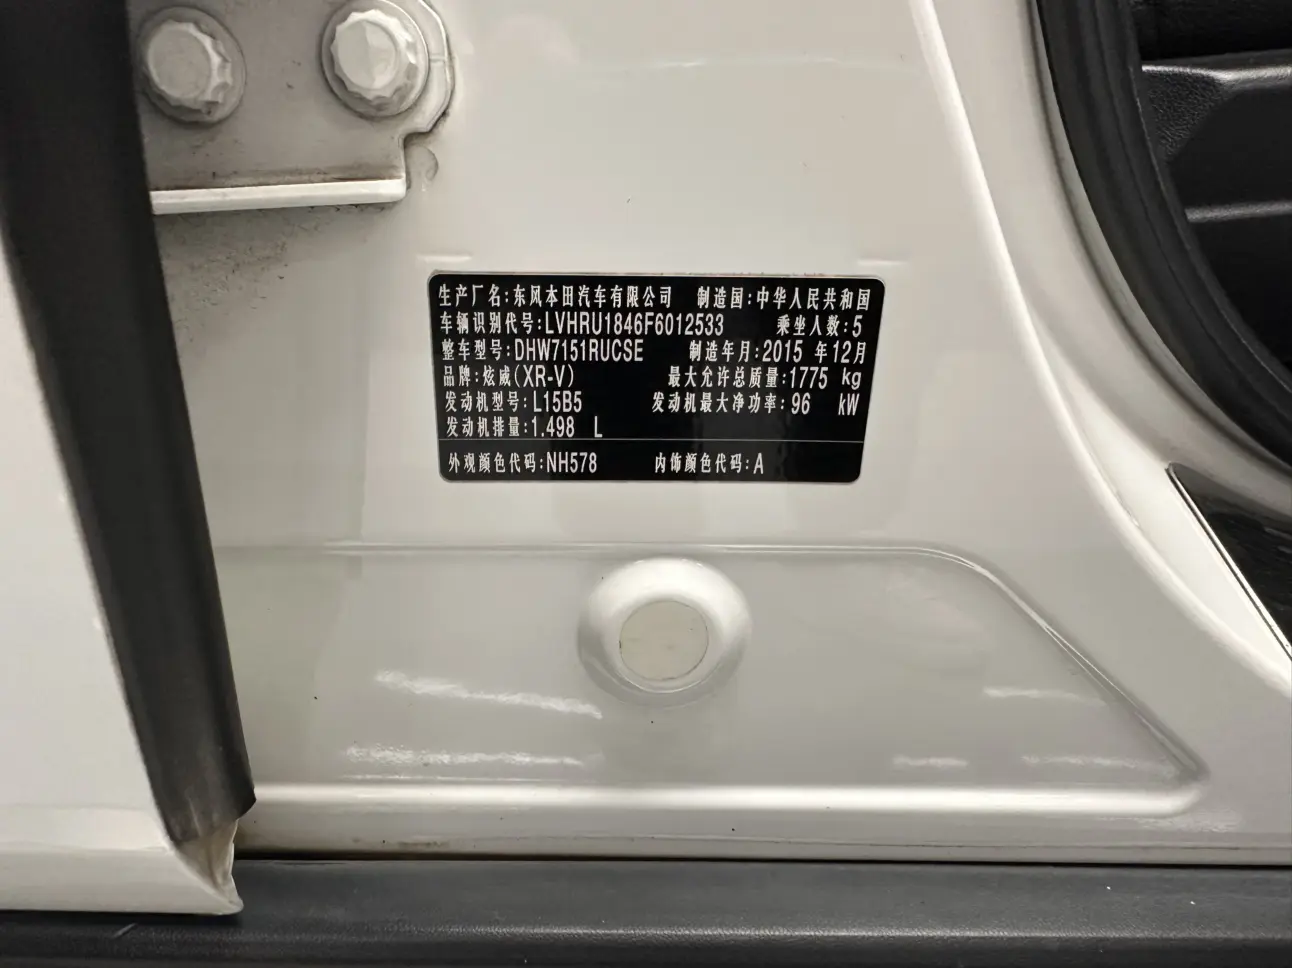 生产厂名:东风本田汽车有限公司 制造国:中华人民共和国
车辆识别代号:LVHRU1846F6012533 乘坐人数:5
整车型号:DHW7151RUCSE 制造年月:2015 年12月
品牌:炫威(XR-V) 最大允许总质量:1775 kg
发动机型号:L15B5 发动机最大净功率:96 kW
发动机排量:1.498 L
外观颜色代码:NH578 内饰颜色代码:A